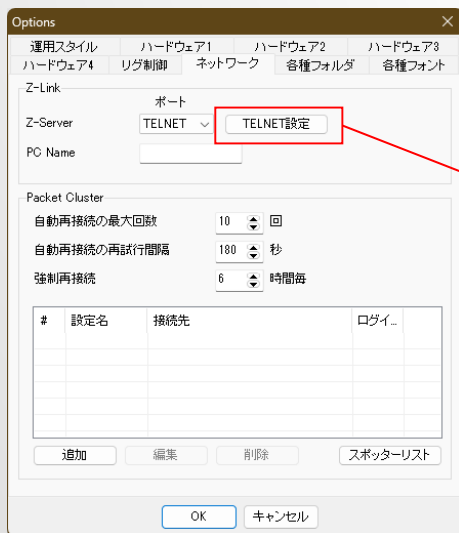 Options
運用スタイル ハードウェア1 ハードウェア2 ハードウェア3
ハードウェア4 リグ制御 ネットワーク 各種フォルダ 各種フォント
Z-Link
ポート
Z-Server TELNET TELNET設定
PC Name
Packet Cluster
自動再接続の最大回数 10 回
自動再接続の再試行間隔 180 秒
強制再接続 6 時間毎
# 設定名 接続先 ログイ...
追加 編集 削除 スポッターリスト
OK キャンセル